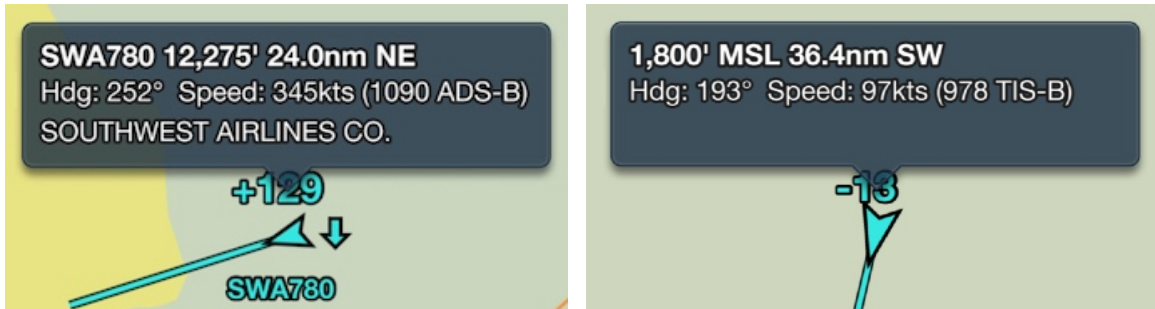 SWA780 12,275' 24.0nm NE
Hdg: 252° Speed: 345kts (1090 ADS-B)
SOUTHWEST AIRLINES CO.
+129
SWA780
1,800' MSL 36.4nm SW
Hdg: 193° Speed: 97kts (978 TIS-B)
-13